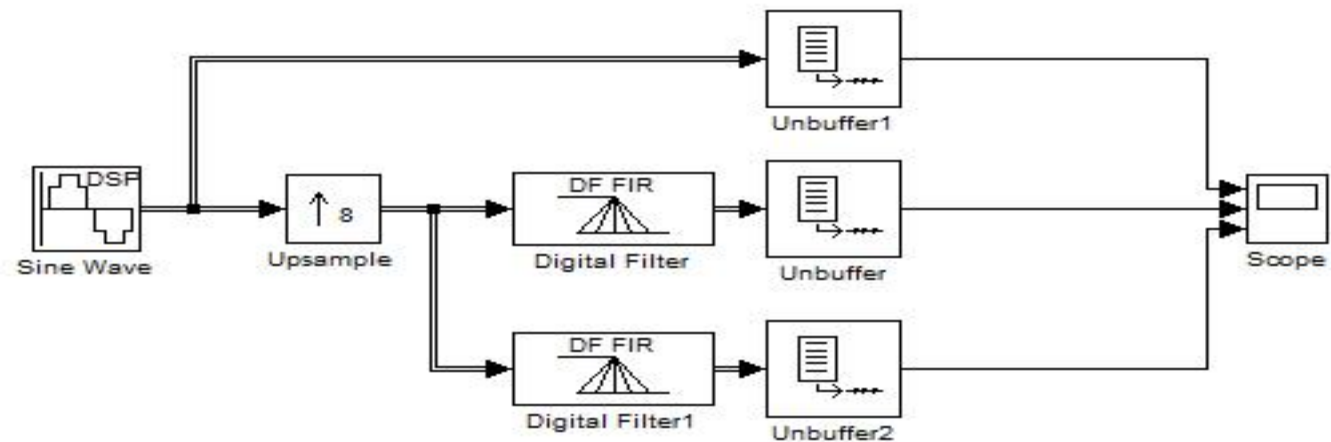 Unbuffer1
DSP
Sine Wave
8
Upsample
DF FIR
Digital Filter
Unbuffer
Scope
DF FIR
Digital Filter1
Unbuffer2